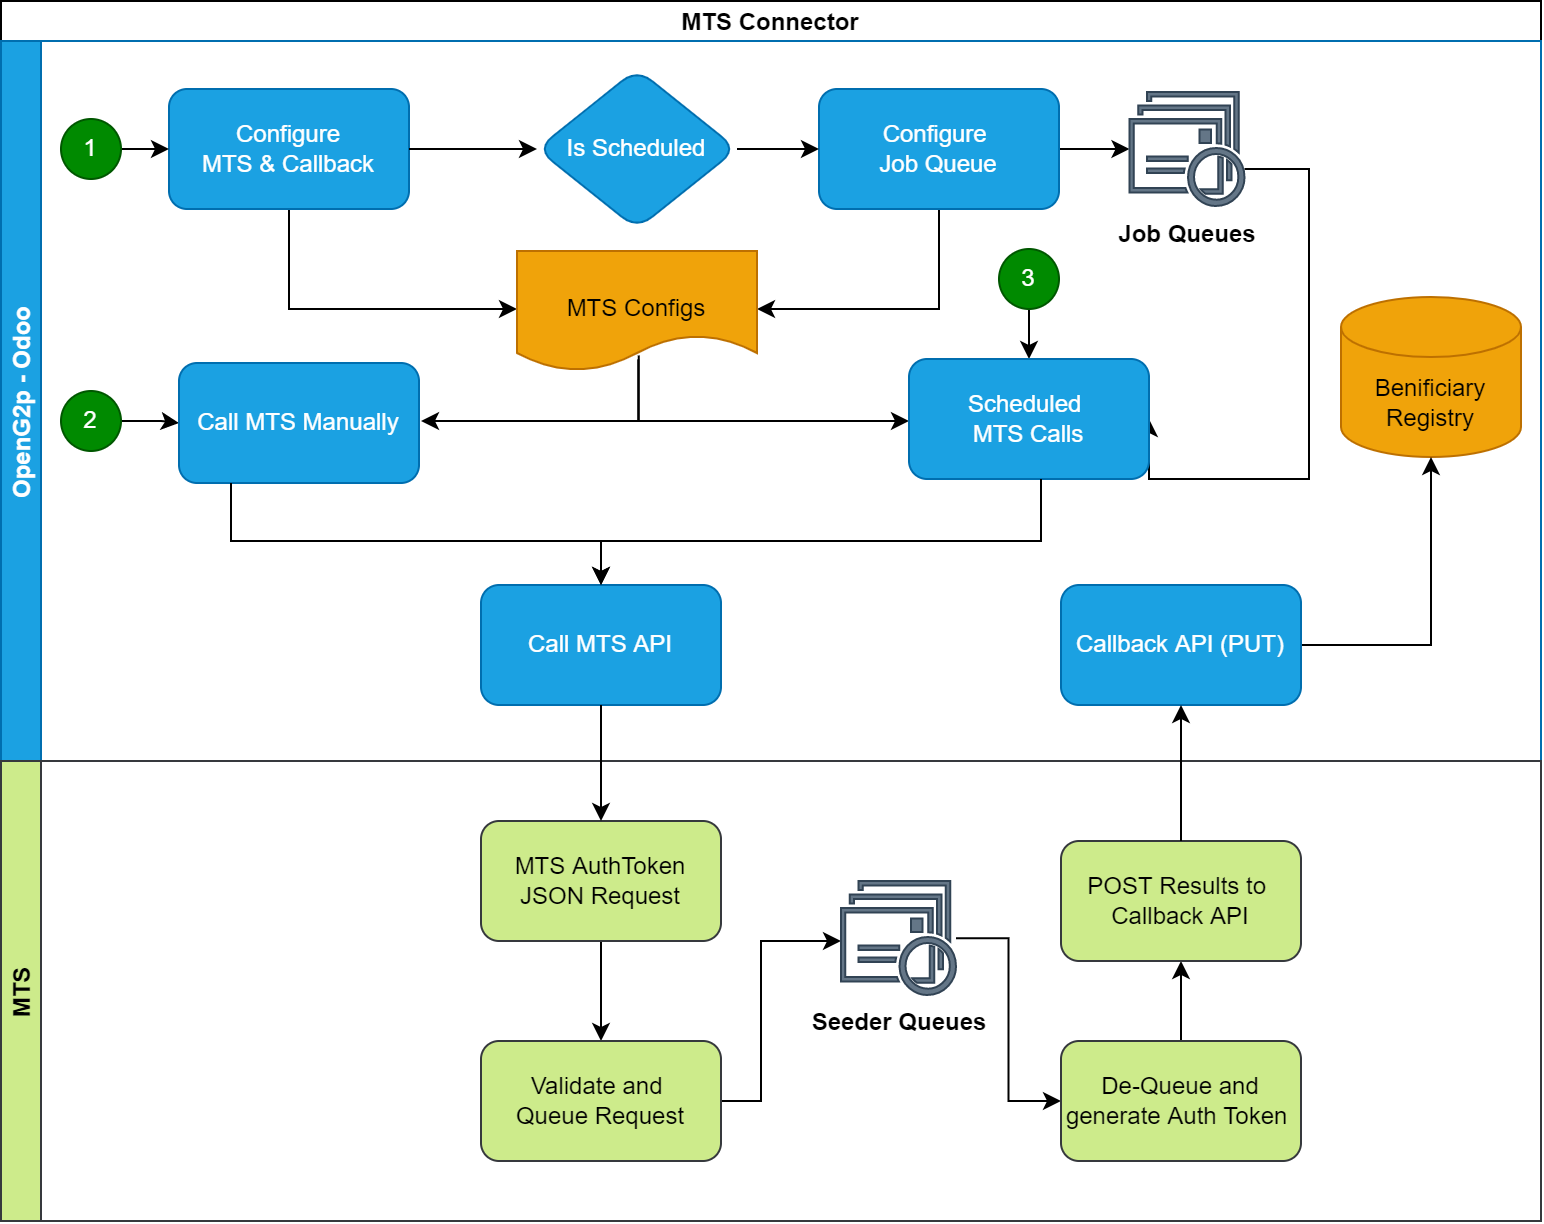 MTS Connector
OpenG2p - Odoo
1
Configure
MTS & Callback
Is Scheduled
Configure
Job Queue
Job Queues
MTS Configs
3
2
Call MTS Manually
Scheduled
MTS Calls
Benificiary
Registry
Call MTS API
Callback API (PUT)
MTS
MTS AuthToken
JSON Request
POST Results to
Callback API
Seeder Queues
Validate and
Queue Request
De-Queue and
generate Auth Token